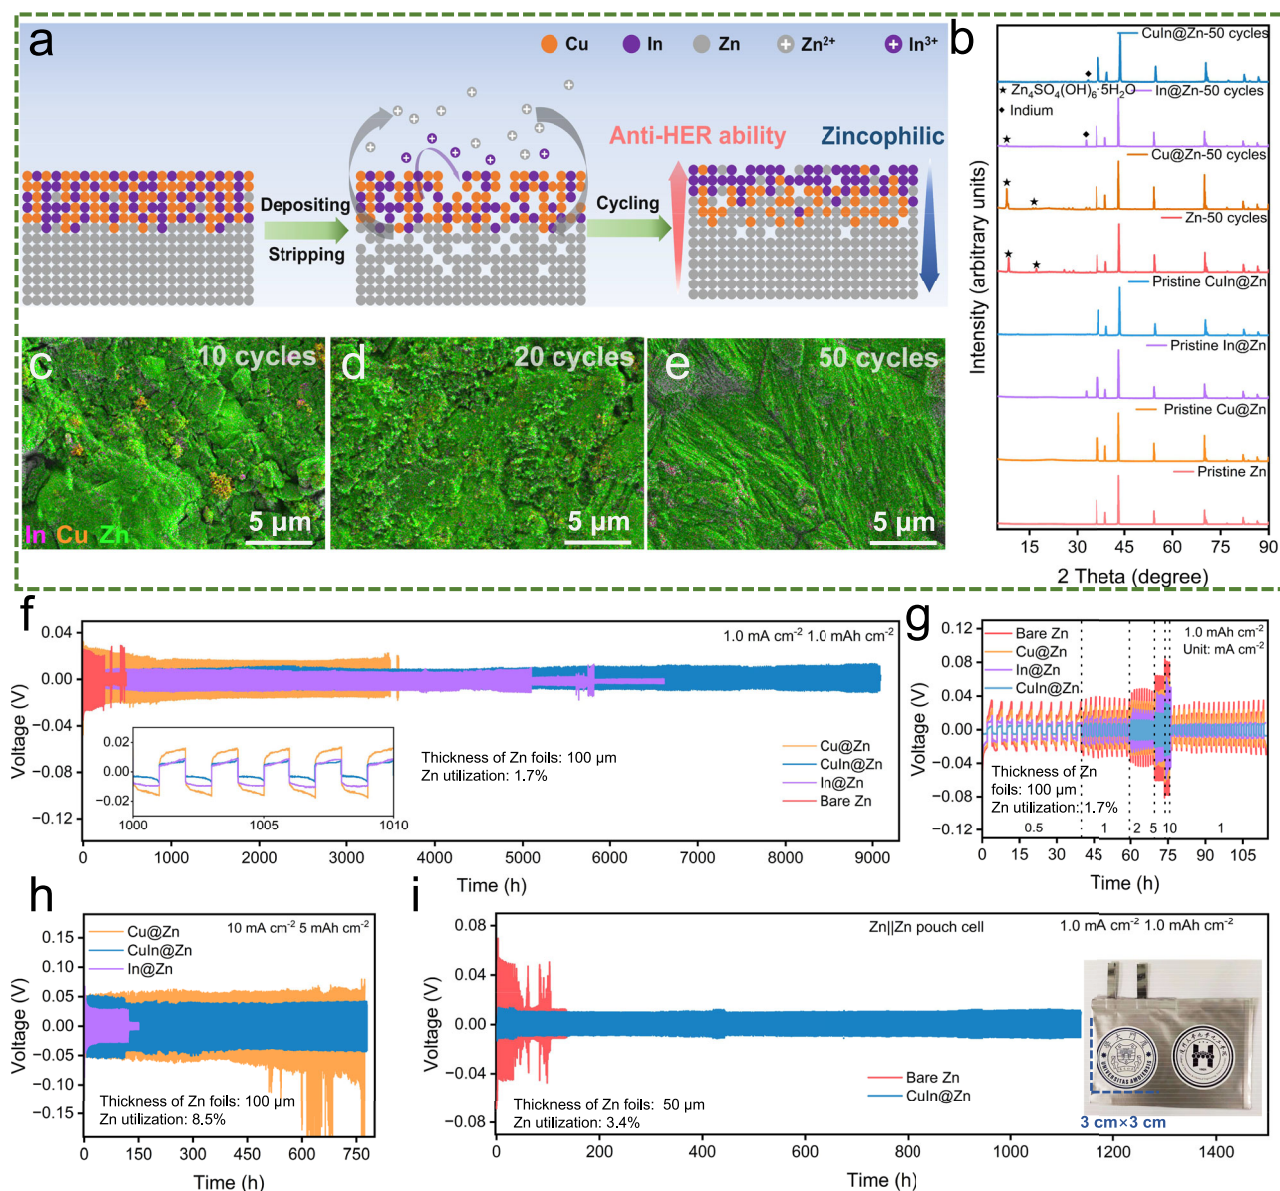 a
Cu
In
Zn
Zn²⁺
In³⁺
Anti-HER ability
Zincophilic
Depositing
Stripping
Cycling
b
CuIn@Zn-50 cycles
★ Zn₄SO₄(OH)₆·5H₂O
In@Zn-50 cycles
◆ Indium
Cu@Zn-50 cycles
Zn-50 cycles
Pristine CuIn@Zn
Pristine In@Zn
Pristine Cu@Zn
Pristine Zn
Intensity (arbitrary units)
15 30 45 60 75 90
2 Theta (degree)
c
10 cycles
In Cu Zn
5 μm
d
20 cycles
5 μm
e
50 cycles
5 μm
f
1.0 mA cm⁻² 1.0 mAh cm⁻²
0.04
0.00
−0.04
−0.08
−0.12
Voltage (V)
0.02
0.00
−0.02
1000 1005 1010
Thickness of Zn foils: 100 μm
Zn utilization: 1.7%
Cu@Zn
CuIn@Zn
In@Zn
Bare Zn
0 1000 2000 3000 4000 5000 6000 7000 8000 9000
Time (h)
g
Bare Zn
Cu@Zn
In@Zn
CuIn@Zn
1.0 mAh cm⁻²
Unit: mA cm⁻²
0.12
0.08
0.04
0.00
−0.04
−0.08
−0.12
Voltage (V)
Thickness of Zn
foils: 100 μm
Zn utilization: 1.7%
0.5 1 2 5 10 1
0 15 30 45 60 75 90 105
Time (h)
h
10 mA cm⁻² 5 mAh cm⁻²
Cu@Zn
CuIn@Zn
In@Zn
0.15
0.10
0.05
0.00
−0.05
−0.10
−0.15
Voltage (V)
Thickness of Zn foils: 100 μm
Zn utilization: 8.5%
0 150 300 450 600 750
Time (h)
i
Zn||Zn pouch cell
1.0 mA cm⁻² 1.0 mAh cm⁻²
0.08
0.04
0.00
−0.04
−0.08
Voltage (V)
Bare Zn
CuIn@Zn
Thickness of Zn foils: 50 μm
Zn utilization: 3.4%
UNIVERSITAS AMOIENSIS
3 cm×3 cm
0 200 400 600 800 1000 1200 1400
Time (h)